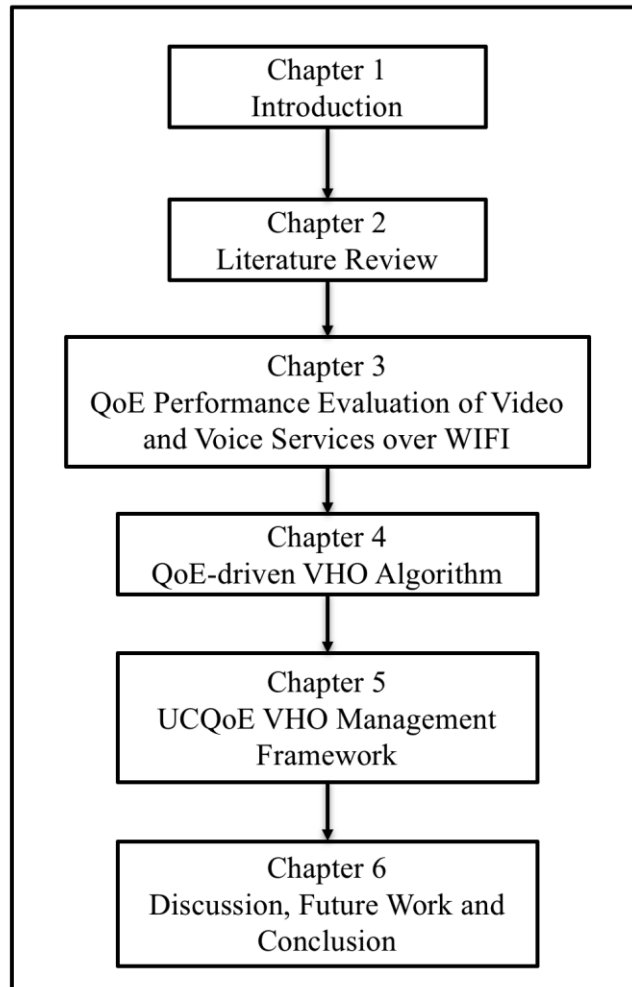 Chapter 1
Introduction
Chapter 2
Literature Review
Chapter 3
QoE Performance Evaluation of Video
and Voice Services over WIFI
Chapter 4
QoE-driven VHO Algorithm
Chapter 5
UCQoE VHO Management
Framework
Chapter 6
Discussion, Future Work and
Conclusion